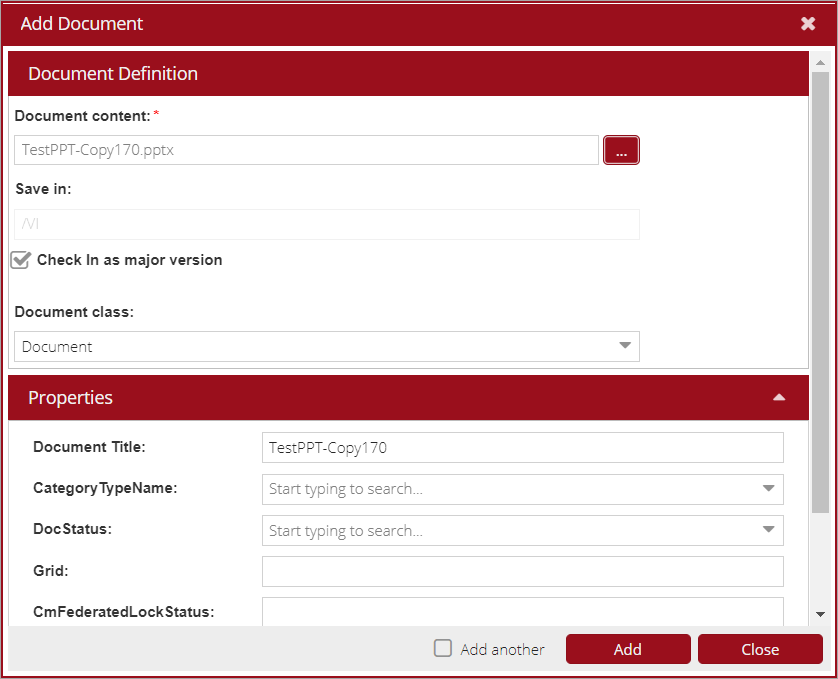 Add Document
Document Definition
Document content:*
TestPPT-Copy170.pptx
...
Save in:
/VI
Check In as major version
Document class:
Document
Properties
Document Title:
TestPPT-Copy170
CategoryTypeName:
Start typing to search...
DocStatus:
Start typing to search...
Grid:
CmFederatedLockStatus:
Add another
Add
Close